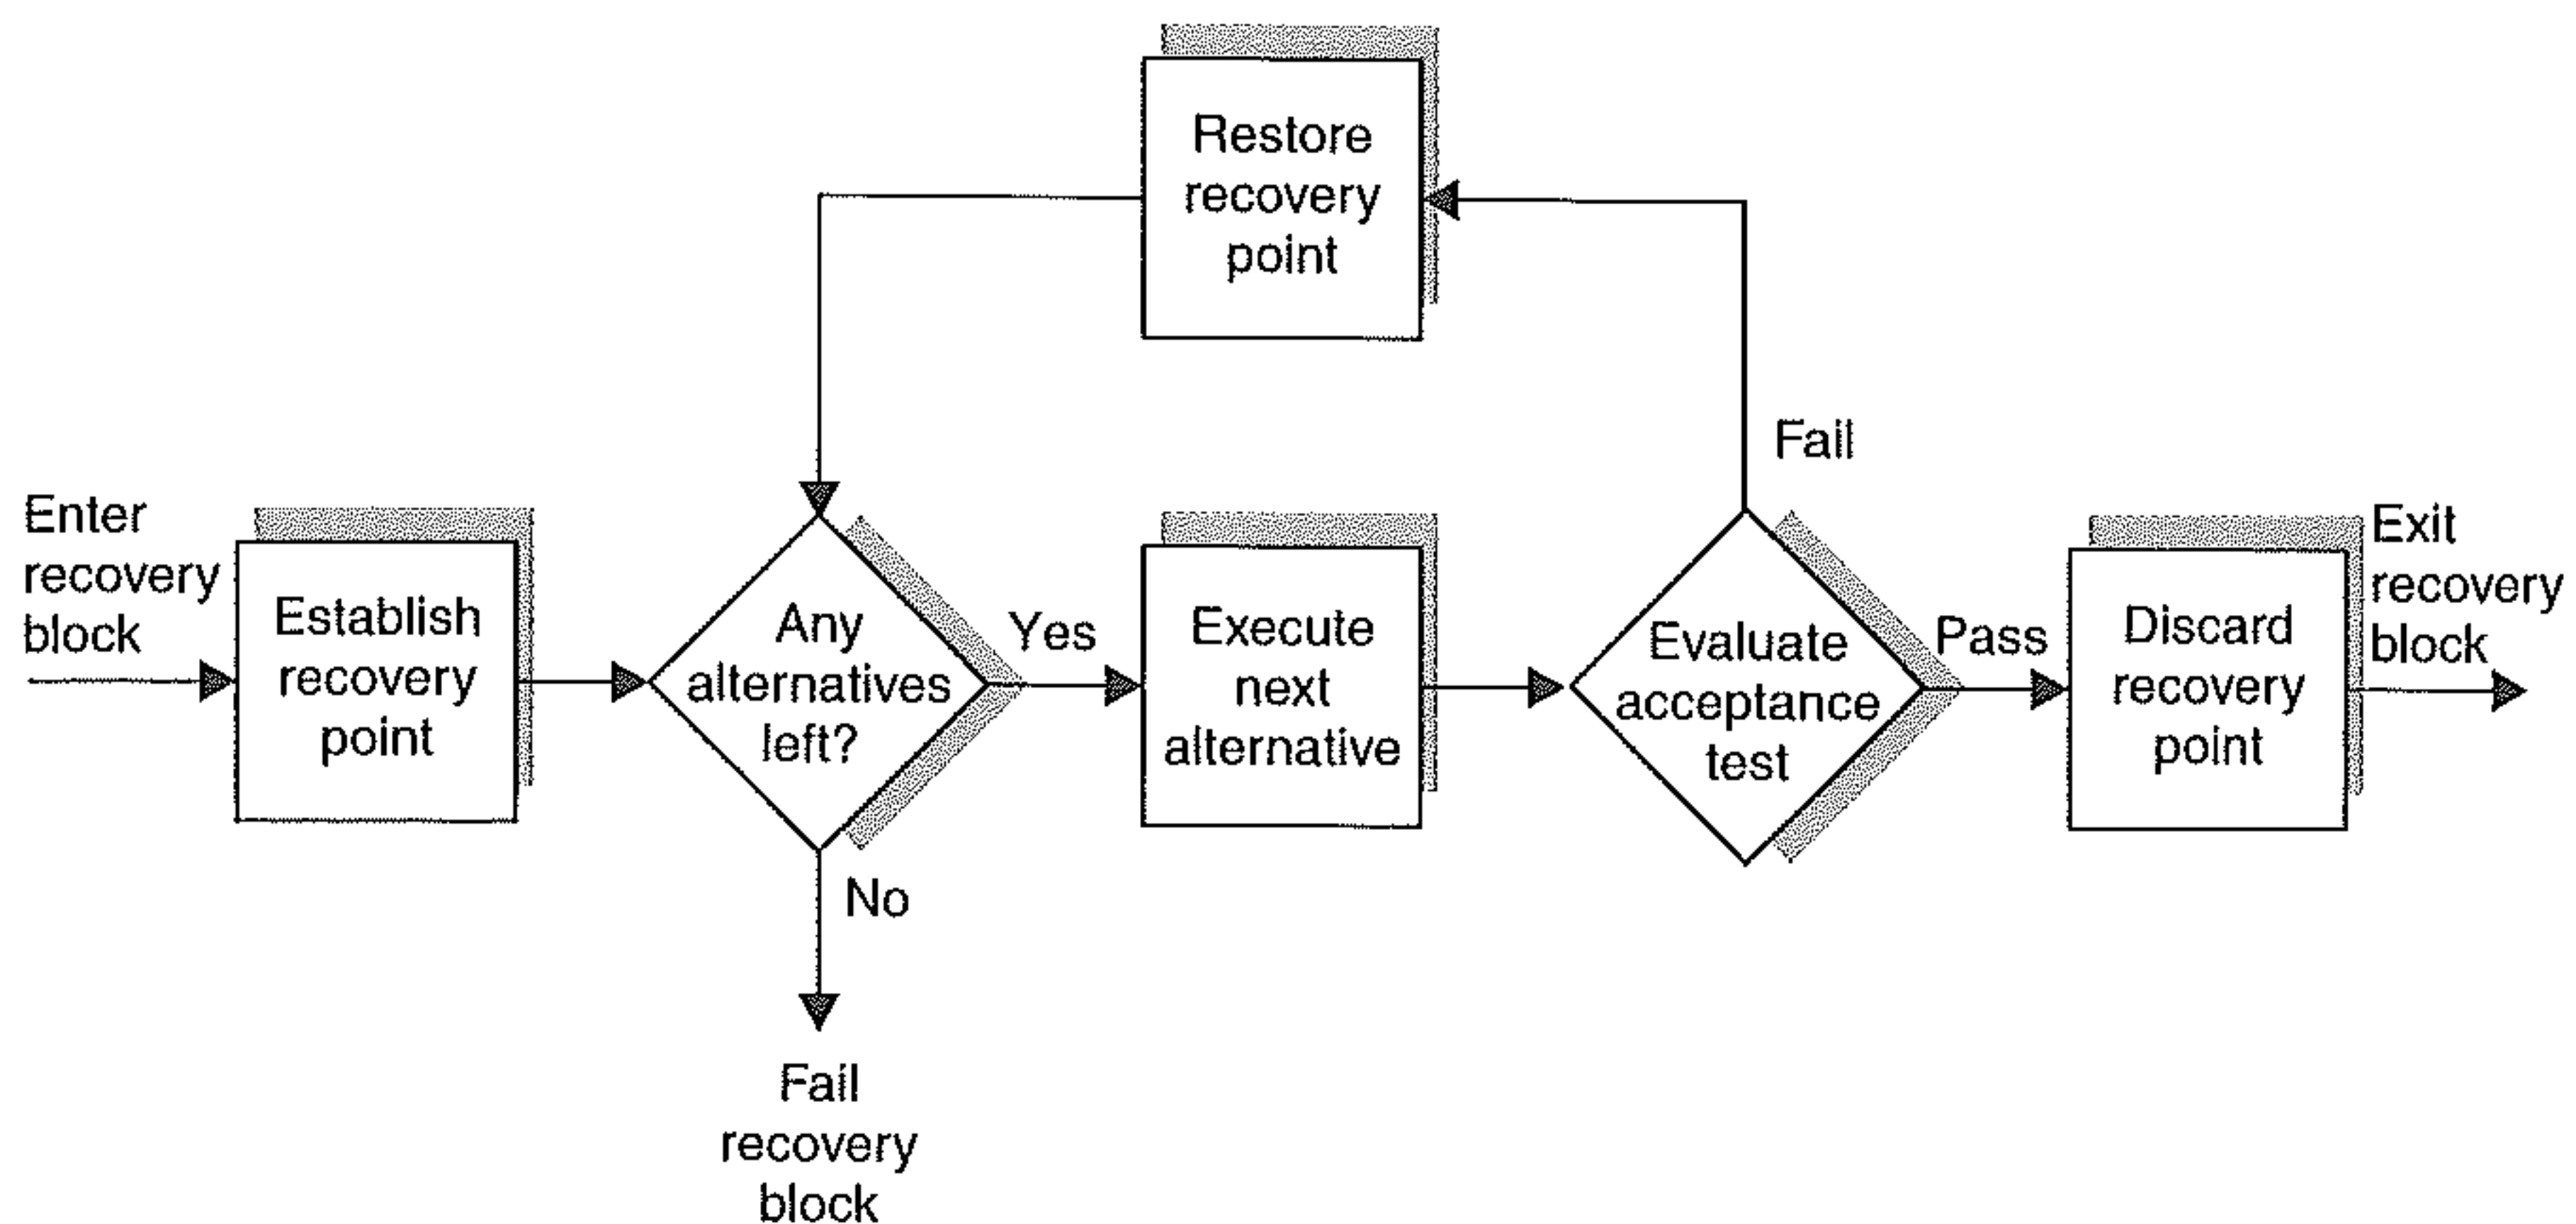 Restore
recovery
point
Fail
Enter
recovery
block
Establish
recovery
point
Any
alternatives
left?
Yes
Execute
next
alternative
Evaluate
acceptance
test
Pass
Discard
recovery
point
Exit
recovery
block
No
Fail
recovery
block